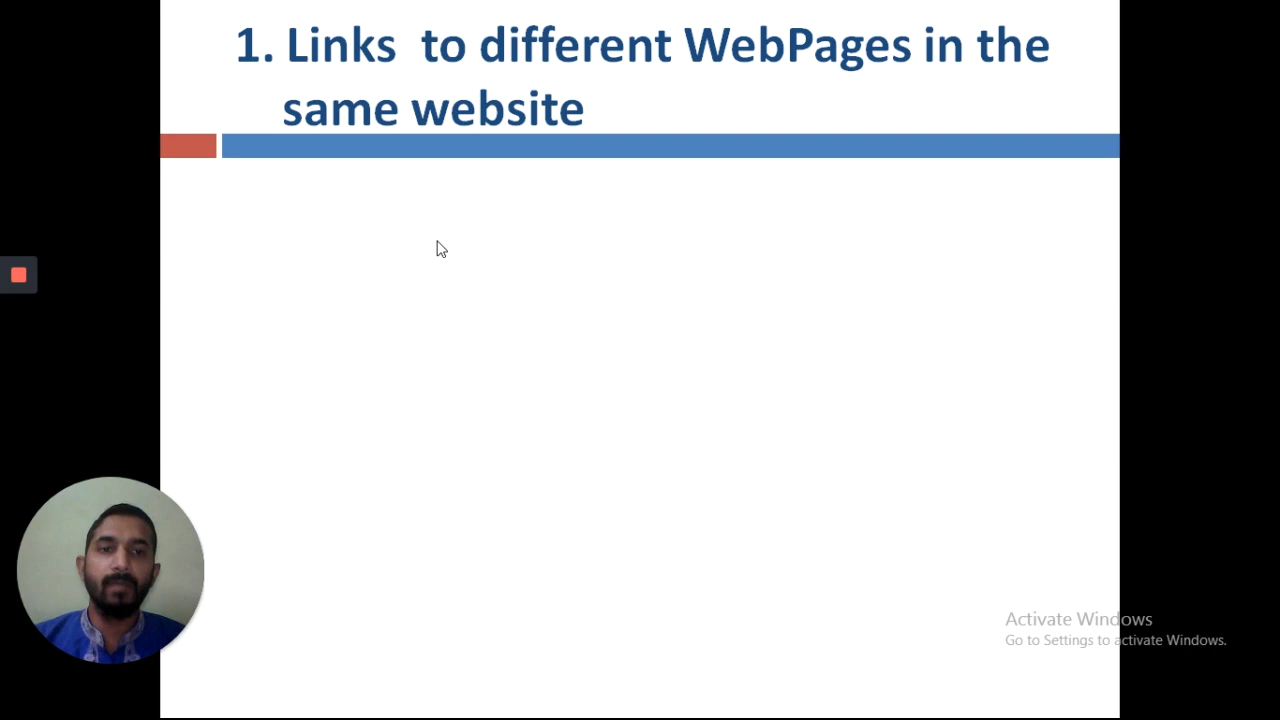 1. Links to different WebPages in the
same website
Activate Windows
Go to Settings to activate Windows.